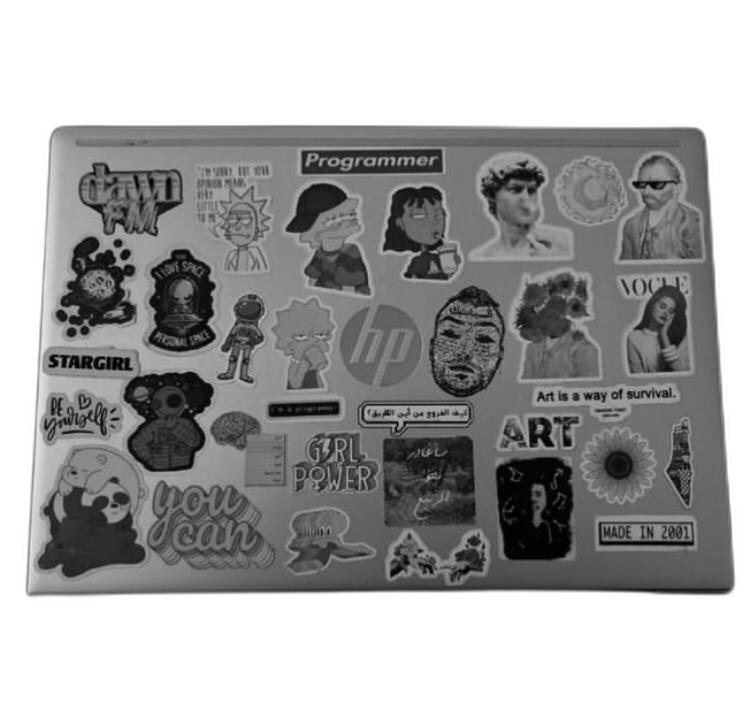 Programmer
dawn
FM
"I'M SORRY, BUT YOUR
OPINION MEANS
VERY
LITTLE
TO ME"
I LOVE SPACE
PERSONAL SPACE
VOGUE
hp
STARGIRL
BE
yourself
I'm a programmer
كيف الخروج من أين الطريق؟
Art is a way of survival.
GIRL
POWER
سأغادر
الربيع
ART
you
can
MADE IN 2001